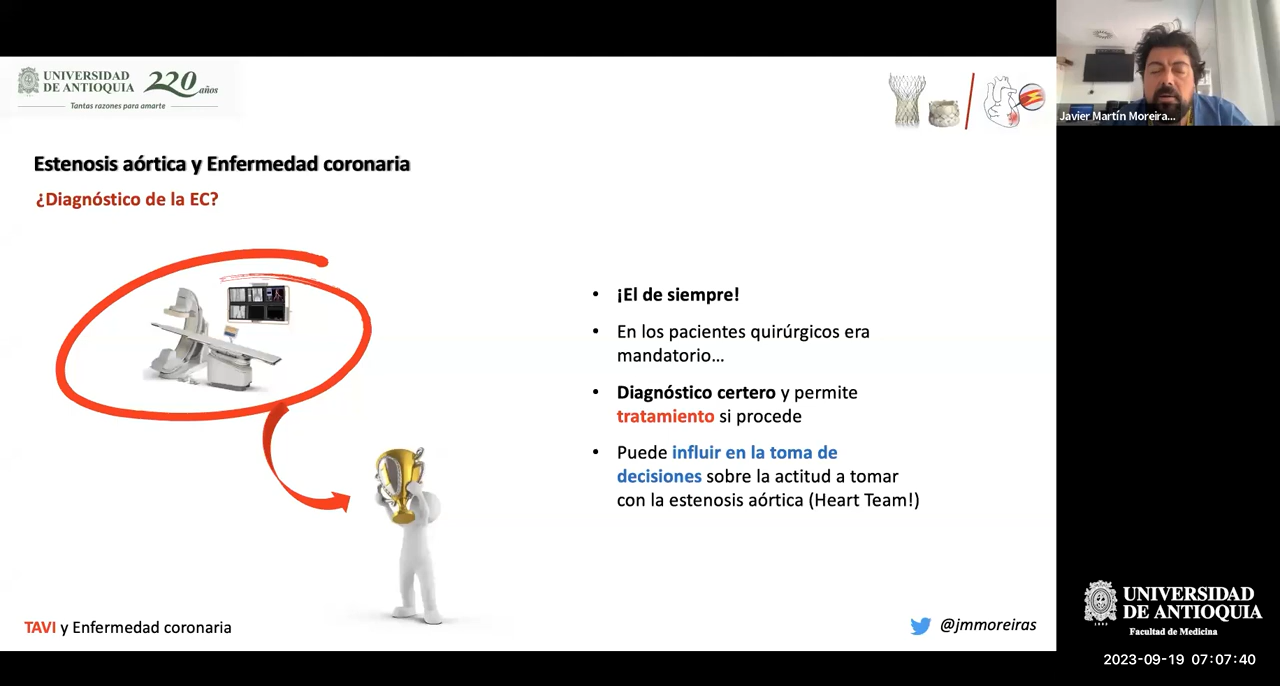 UNIVERSIDAD
DE ANTIOQUIA
220 años
Tantas razones para amarte
Estenosis aórtica y Enfermedad coronaria
¿Diagnóstico de la EC?
• ¡El de siempre!
• En los pacientes quirúrgicos era
mandatorio...
• Diagnóstico certero y permite
tratamiento si procede
• Puede influir en la toma de
decisiones sobre la actitud a tomar
con la estenosis aórtica (Heart Team!)
TAVI y Enfermedad coronaria
@jmmoreiras
Javier Martín Moreira...
UNIVERSIDAD
DE ANTIOQUIA
Facultad de Medicina
2023-09-19 07:07:40